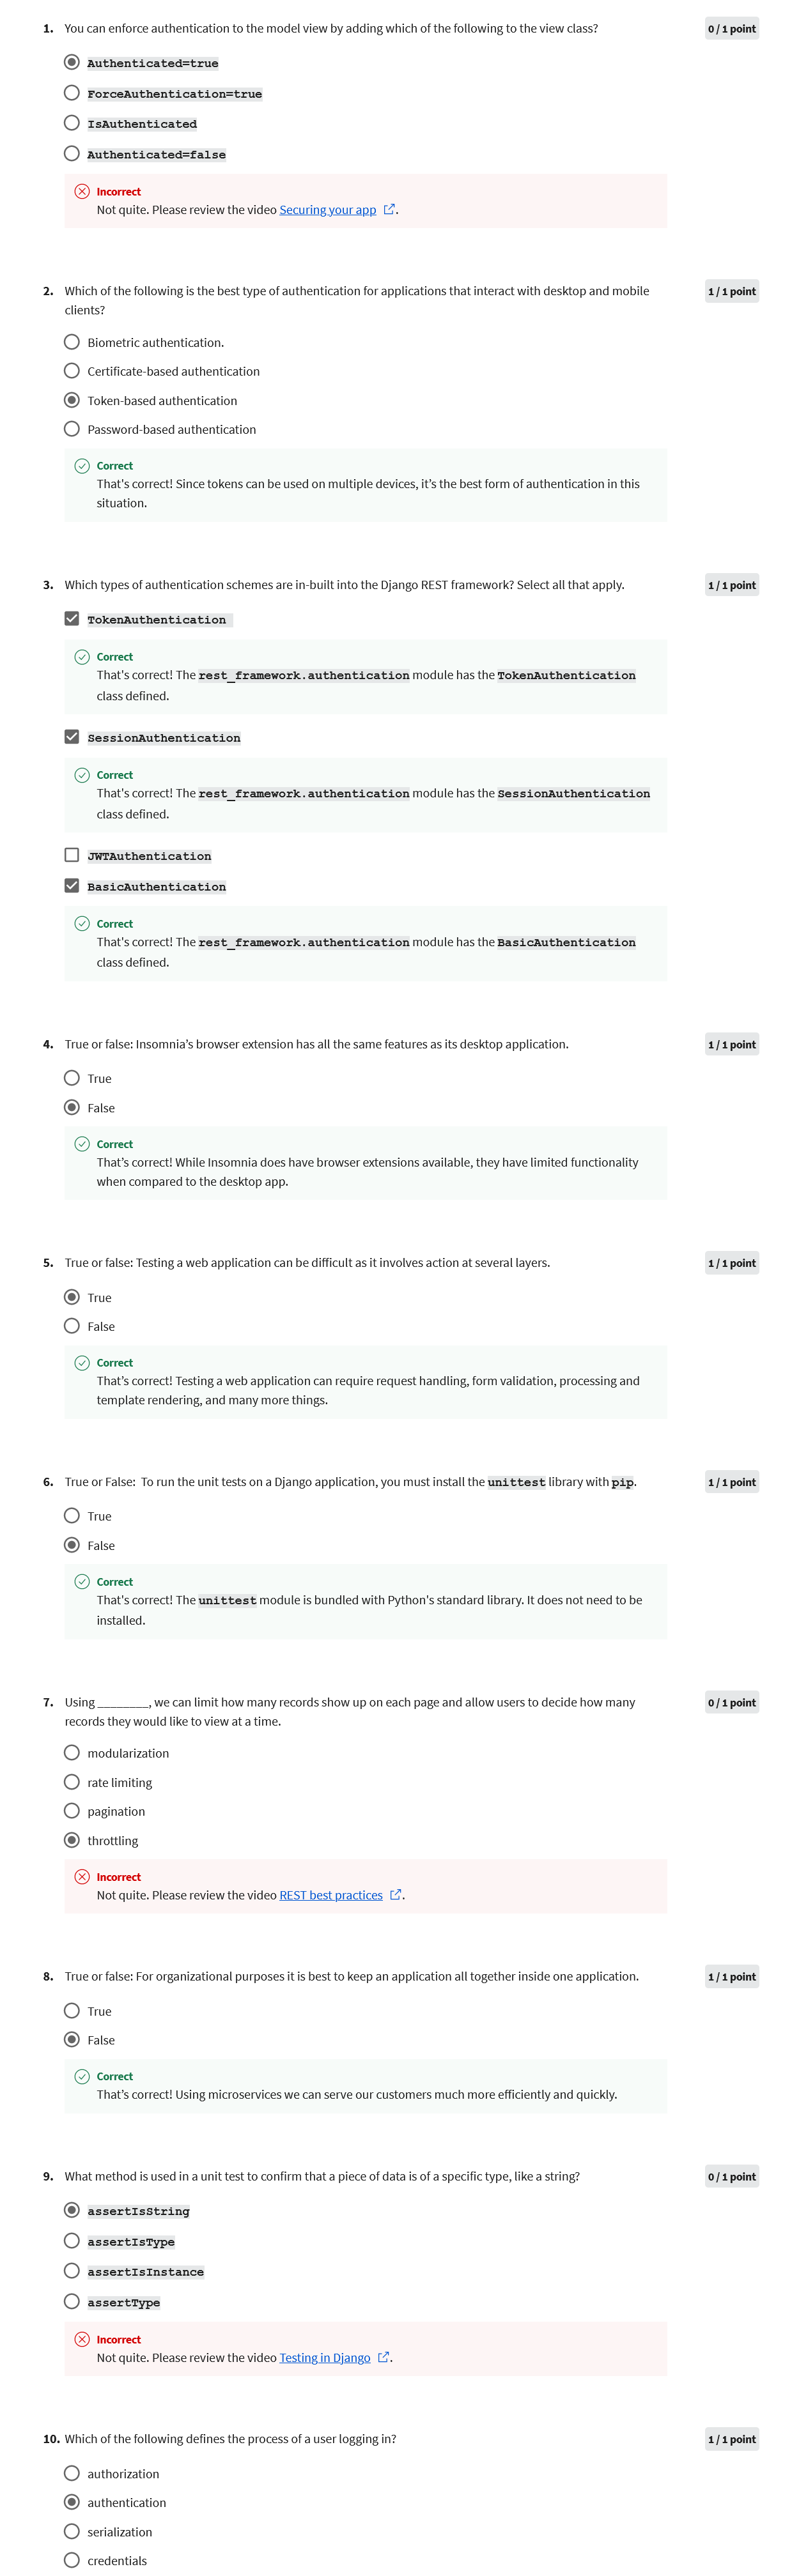 1. You can enforce authentication to the model view by adding which of the following to the view class?
0 / 1 point
Authenticated=true
ForceAuthentication=true
IsAuthenticated
Authenticated=false
Incorrect
Not quite. Please review the video Securing your app.
2. Which of the following is the best type of authentication for applications that interact with desktop and mobile
clients?
1 / 1 point
Biometric authentication.
Certificate-based authentication
Token-based authentication
Password-based authentication
Correct
That's correct! Since tokens can be used on multiple devices, it’s the best form of authentication in this
situation.
3. Which types of authentication schemes are in-built into the Django REST framework? Select all that apply.
1 / 1 point
TokenAuthentication
Correct
That's correct! The rest_framework.authentication module has the TokenAuthentication
class defined.
SessionAuthentication
Correct
That's correct! The rest_framework.authentication module has the SessionAuthentication
class defined.
JWTAuthentication
BasicAuthentication
Correct
That's correct! The rest_framework.authentication module has the BasicAuthentication
class defined.
4. True or false: Insomnia’s browser extension has all the same features as its desktop application.
1 / 1 point
True
False
Correct
That’s correct! While Insomnia does have browser extensions available, they have limited functionality
when compared to the desktop app.
5. True or false: Testing a web application can be difficult as it involves action at several layers.
1 / 1 point
True
False
Correct
That’s correct! Testing a web application can require request handling, form validation, processing and
template rendering, and many more things.
6. True or False: To run the unit tests on a Django application, you must install the unittest library with pip.
1 / 1 point
True
False
Correct
That's correct! The unittest module is bundled with Python's standard library. It does not need to be
installed.
7. Using ________, we can limit how many records show up on each page and allow users to decide how many
records they would like to view at a time.
0 / 1 point
modularization
rate limiting
pagination
throttling
Incorrect
Not quite. Please review the video REST best practices.
8. True or false: For organizational purposes it is best to keep an application all together inside one application.
1 / 1 point
True
False
Correct
That’s correct! Using microservices we can serve our customers much more efficiently and quickly.
9. What method is used in a unit test to confirm that a piece of data is of a specific type, like a string?
0 / 1 point
assertIsString
assertIsType
assertIsInstance
assertType
Incorrect
Not quite. Please review the video Testing in Django.
10. Which of the following defines the process of a user logging in?
1 / 1 point
authorization
authentication
serialization
credentials